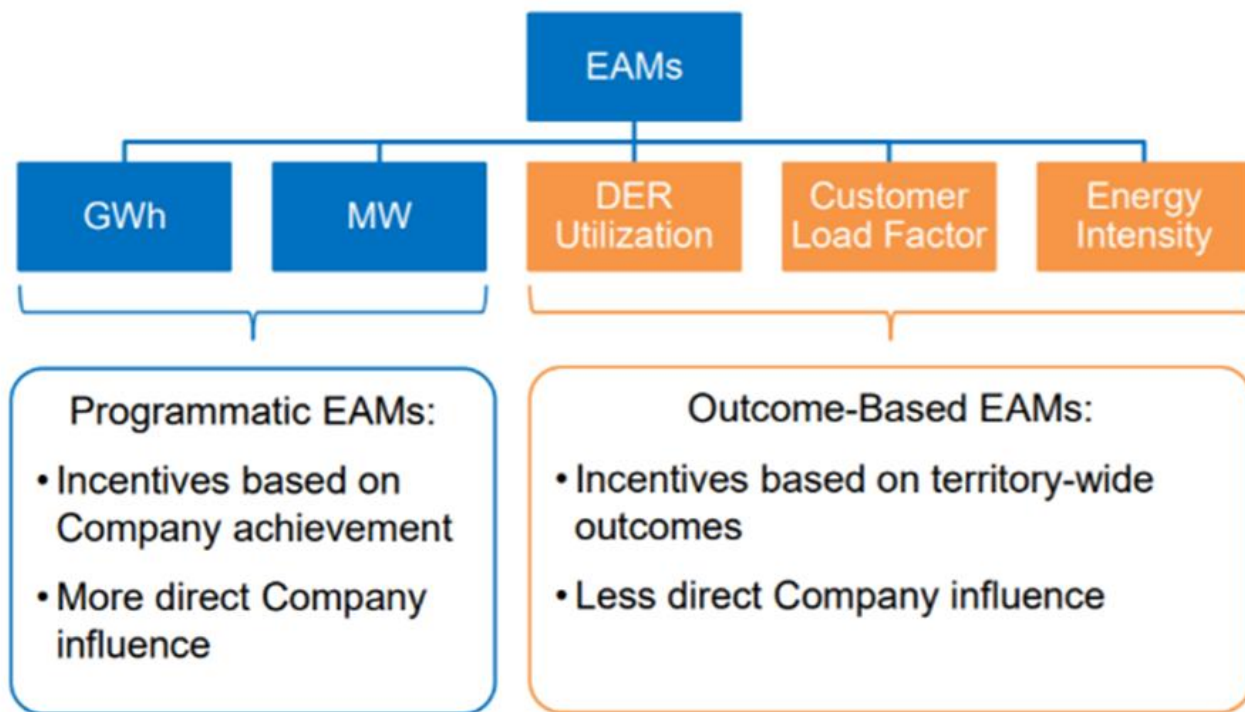 EAMs
GWh
MW
DER
Utilization
Customer
Load Factor
Energy
Intensity
Programmatic EAMs:
• Incentives based on
Company achievement
• More direct Company
influence
Outcome-Based EAMs:
• Incentives based on territory-wide
outcomes
• Less direct Company influence